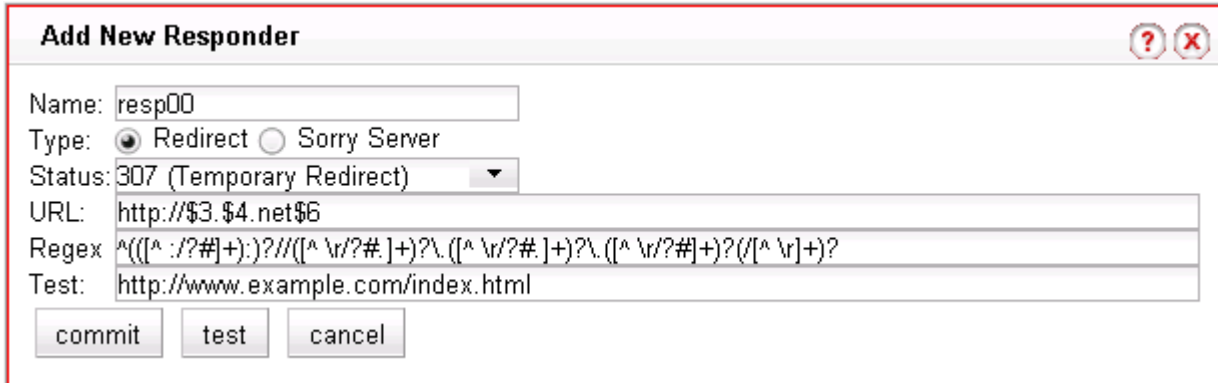 Add New Responder ? X
Name: resp00
Type: Redirect Sorry Server
Status: 307 (Temporary Redirect)
URL: http://$3.$4.net$6
Regex ^(([^ :/?#]+):)?//([^ \r/?#.]+)?\.([^ \r/?#.]+)?\.([^ \r/?#]+)?(/[^ \r]+)?
Test: http://www.example.com/index.html
commit test cancel